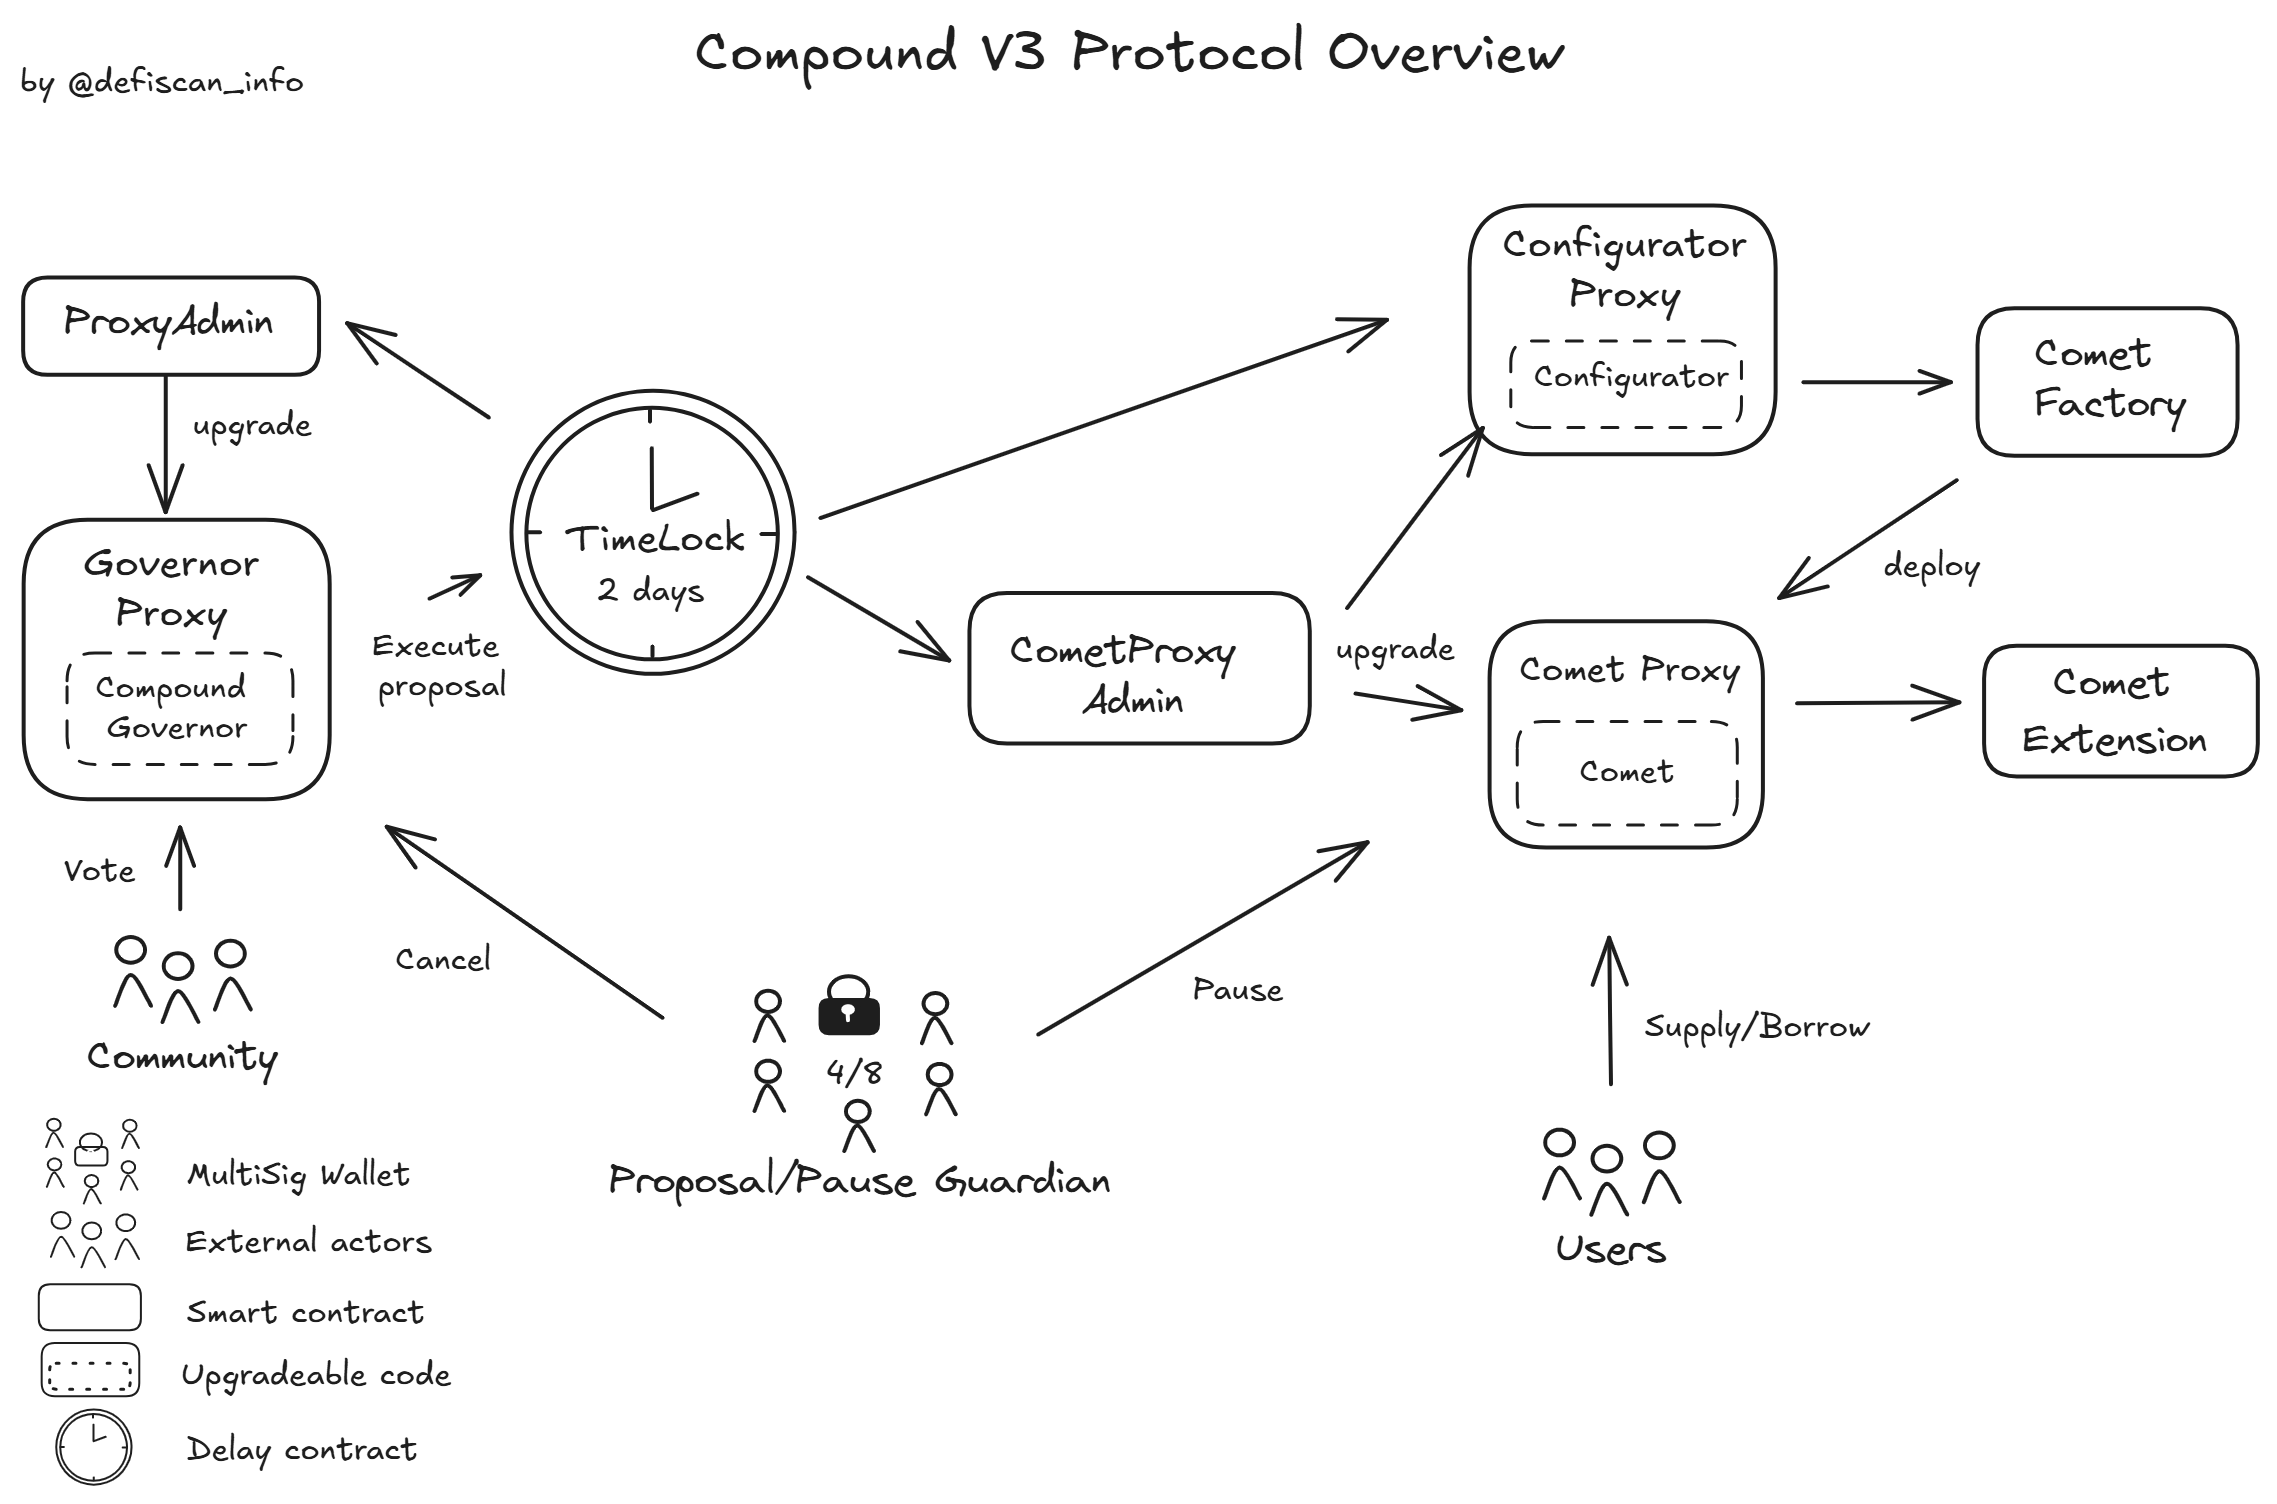 Compound V3 Protocol Overview
by @defiscan_info
ProxyAdmin
upgrade
Governor
Proxy
Compound
Governor
Execute
proposal
TimeLock
2 days
CometProxy
Admin
upgrade
Configurator
Proxy
Configurator
Comet
Factory
deploy
Comet Proxy
Comet
Comet
Extension
Vote
Community
Cancel
4/8
Proposal/Pause Guardian
Pause
Supply/Borrow
Users
MultiSig Wallet
External actors
Smart contract
Upgradeable code
Delay contract